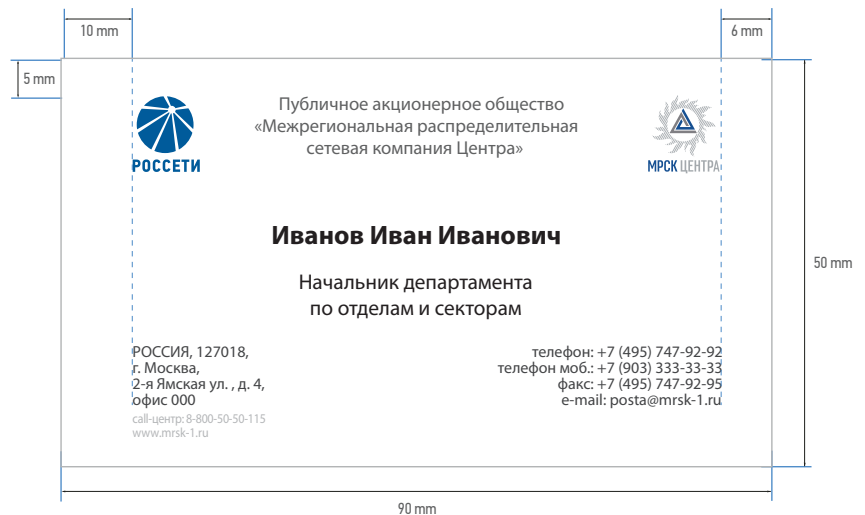 10 mm
6 mm
5 mm
Публичное акционерное общество
«Межрегиональная распределительная
сетевая компания Центра»
РОССЕТИ
МРСК ЦЕНТРА
Иванов Иван Иванович
50 mm
Начальник департамента
по отделам и секторам
РОССИЯ, 127018,
г. Москва,
2-я Ямская ул. , д. 4,
офис 000
call-центр: 8-800-50-50-115
www.mrsk-1.ru
телефон: +7 (495) 747-92-92
телефон моб.: +7 (903) 333-33-33
факс: +7 (495) 747-92-95
e-mail: posta@mrsk-1.ru
90 mm